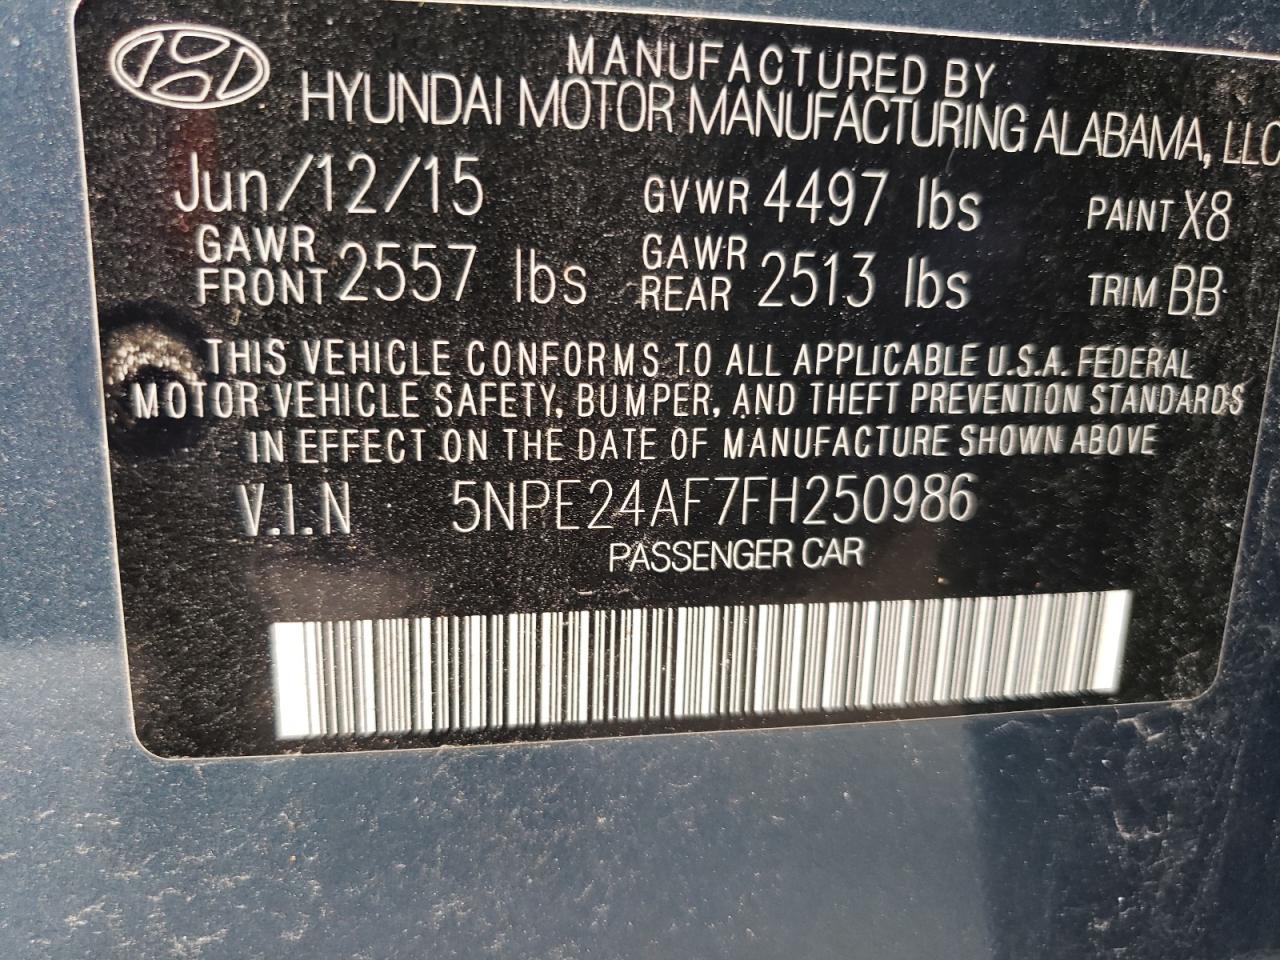 MANUFACTURED BY
HYUNDAI MOTOR MANUFACTURING ALABAMA, LLC
Jun/12/15 GVWR 4497 lbs PAINT X8
GAWR FRONT 2557 lbs GAWR REAR 2513 lbs TRIM BB
THIS VEHICLE CONFORMS TO ALL APPLICABLE U.S.A. FEDERAL
MOTOR VEHICLE SAFETY, BUMPER, AND THEFT PREVENTION STANDARDS
IN EFFECT ON THE DATE OF MANUFACTURE SHOWN ABOVE
V.I.N 5NPE24AF7FH250986
PASSENGER CAR